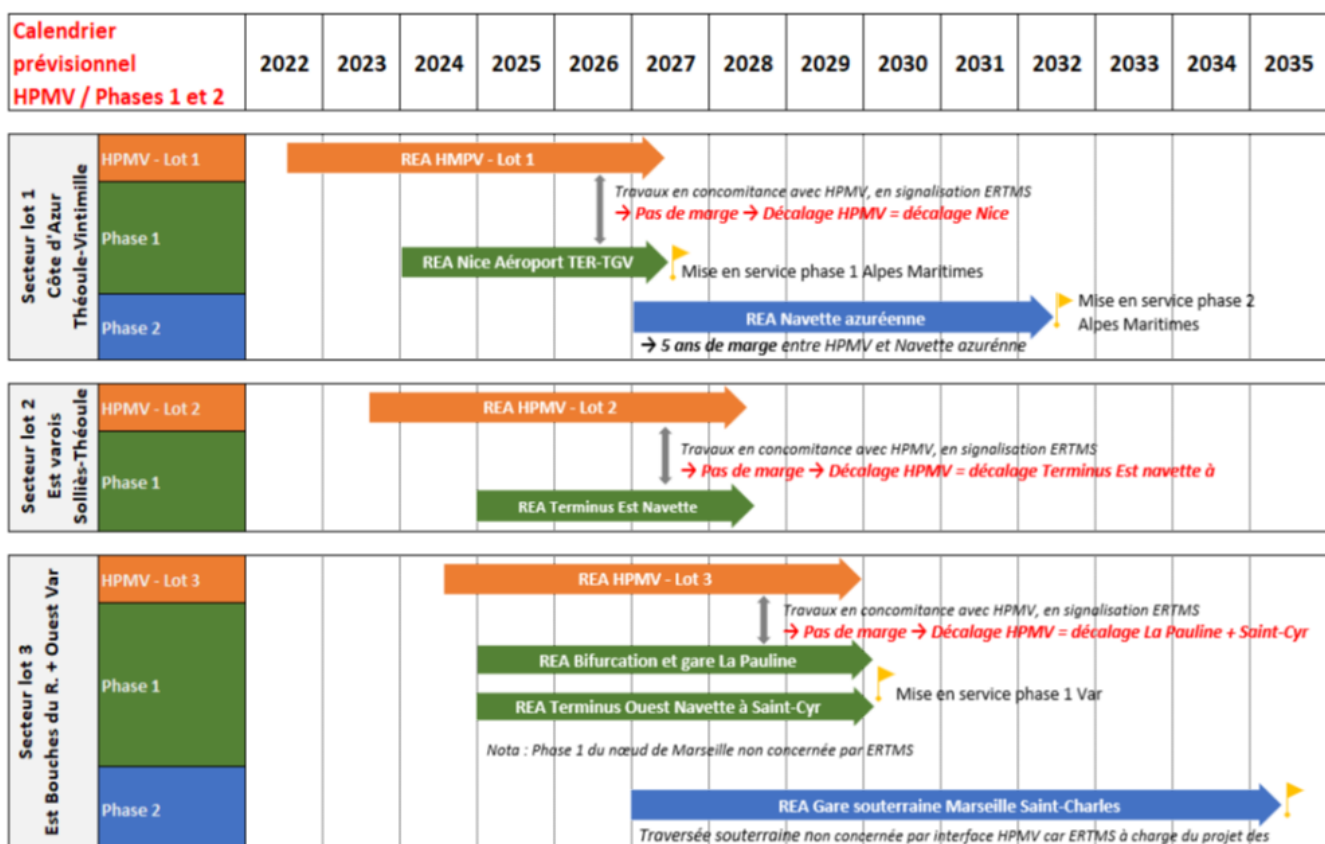 Calendrier
prévisionnel
HPMV / Phases 1 et 2
2022 2023 2024 2025 2026 2027 2028 2029 2030 2031 2032 2033 2034 2035
Secteur lot 1
Côte d'Azur
Théoule-Vintimille
HPMV - Lot 1
REA HMPV - Lot 1
Travaux en concomitance avec HPMV, en signalisation ERTMS
→ Pas de marge → Décalage HPMV = décalage Nice
Phase 1
REA Nice Aéroport TER-TGV
Mise en service phase 1 Alpes Maritimes
Phase 2
REA Navette azuréenne
Mise en service phase 2
Alpes Maritimes
→ 5 ans de marge entre HPMV et Navette azurénne
Secteur lot 2
Est varois
Solliès-Théoule
HPMV - Lot 2
REA HPMV - Lot 2
Travaux en concomitance avec HPMV, en signalisation ERTMS
→ Pas de marge → Décalage HPMV = décalage Terminus Est navette à
Phase 1
REA Terminus Est Navette
Secteur lot 3
Est Bouches du R. + Ouest Var
HPMV - Lot 3
REA HPMV - Lot 3
Travaux en concomitance avec HPMV, en signalisation ERTMS
→ Pas de marge → Décalage HPMV = décalage La Pauline + Saint-Cyr
Phase 1
REA Bifurcation et gare La Pauline
REA Terminus Ouest Navette à Saint-Cyr
Mise en service phase 1 Var
Nota : Phase 1 du nœud de Marseille non concernée par ERTMS
Phase 2
REA Gare souterraine Marseille Saint-Charles
Traversée souterraine non concernée par interface HPMV car ERTMS à charge du projet des